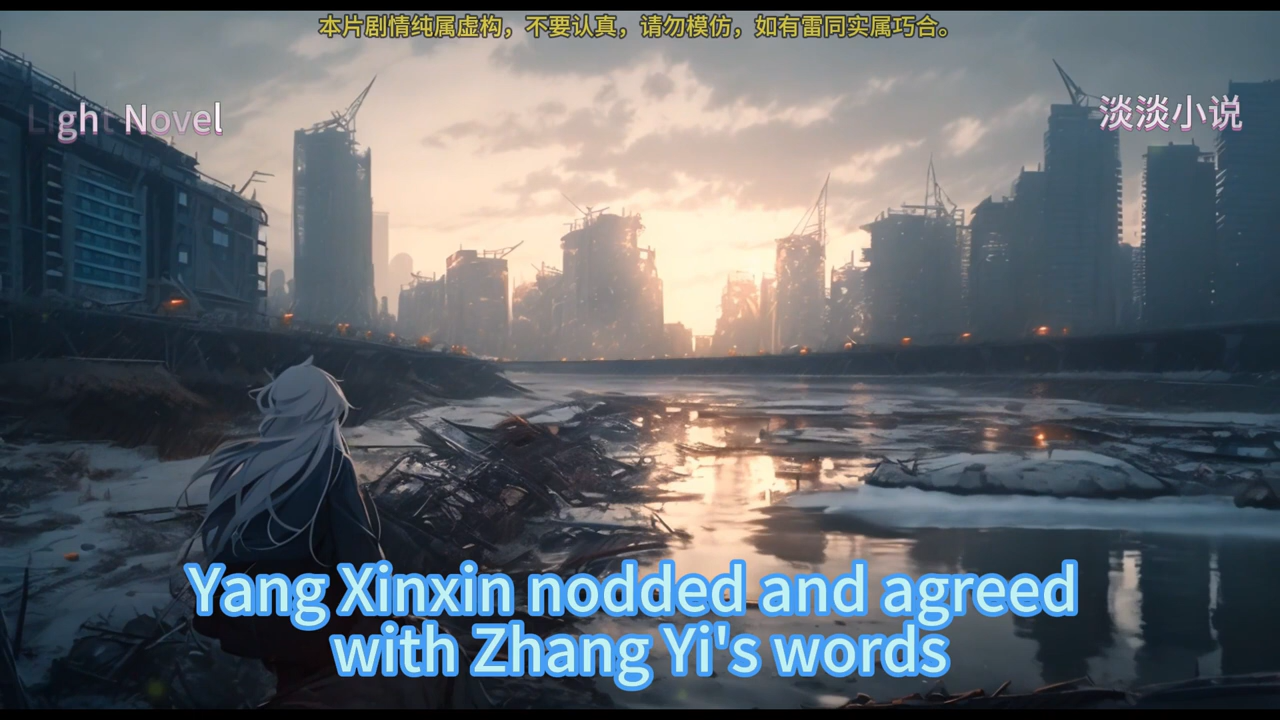 本片剧情纯属虚构，不要认真，请勿模仿，如有雷同实属巧合。
Light Novel
淡淡小说
Yang Xinxin nodded and agreed
with Zhang Yi's words